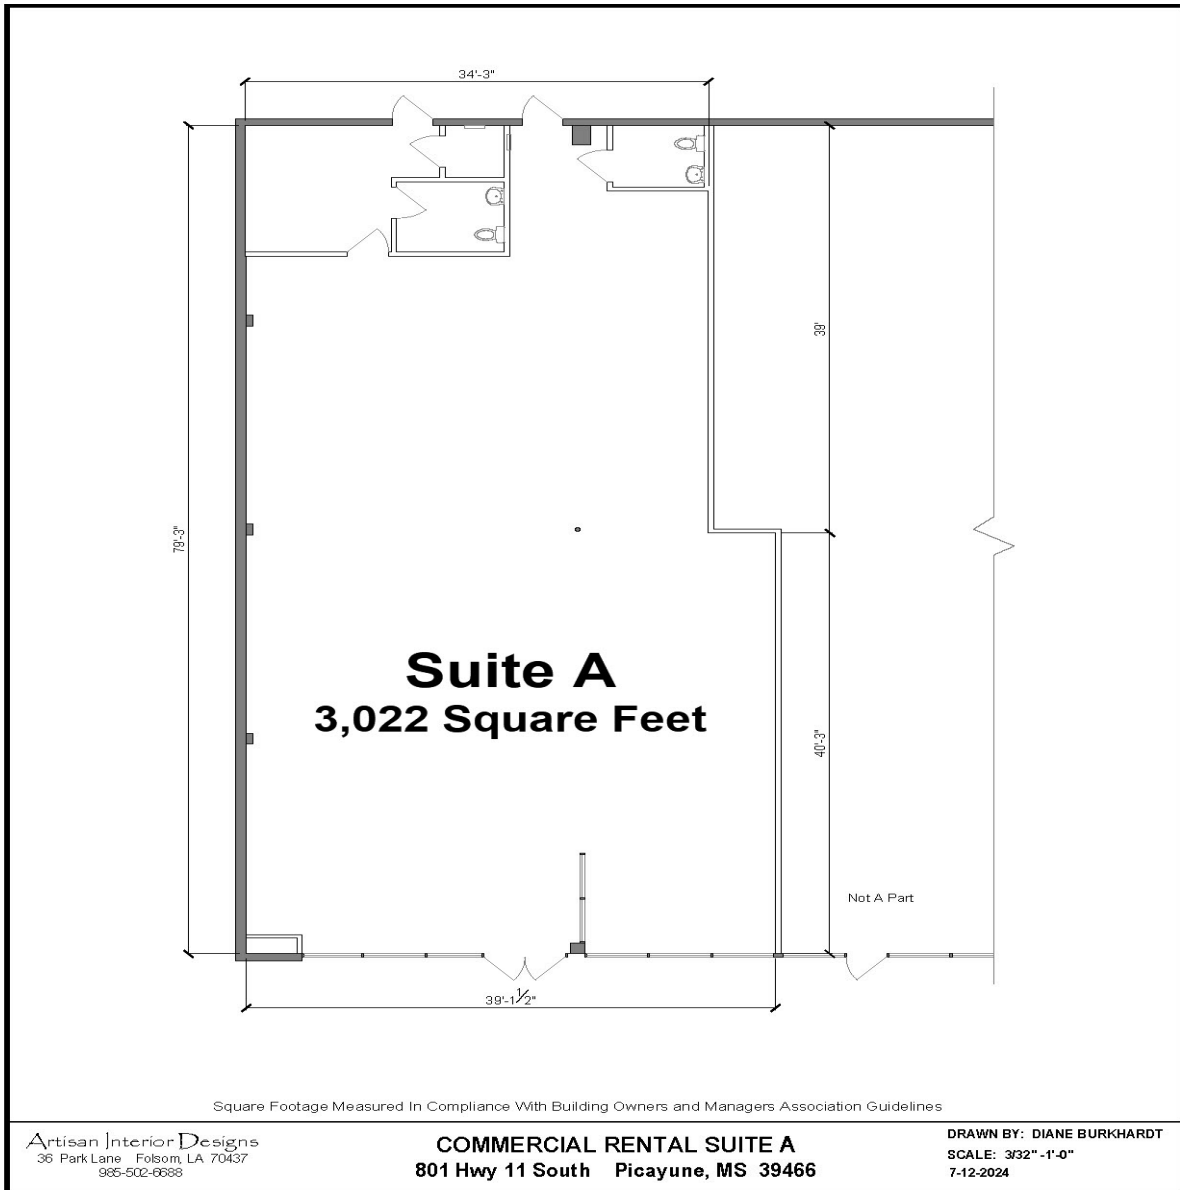 34'-3"
39'
79'-3"
Suite A
3,022 Square Feet
40'-3"
Not A Part
39'-1½"
Square Footage Measured In Compliance With Building Owners and Managers Association Guidelines
Artisan Interior Designs
36 Park Lane Folsom, LA 70437
985-502-6688
COMMERCIAL RENTAL SUITE A
801 Hwy 11 South Picayune, MS 39466
DRAWN BY: DIANE BURKHARDT
SCALE: 3/32" -1'-0"
7-12-2024